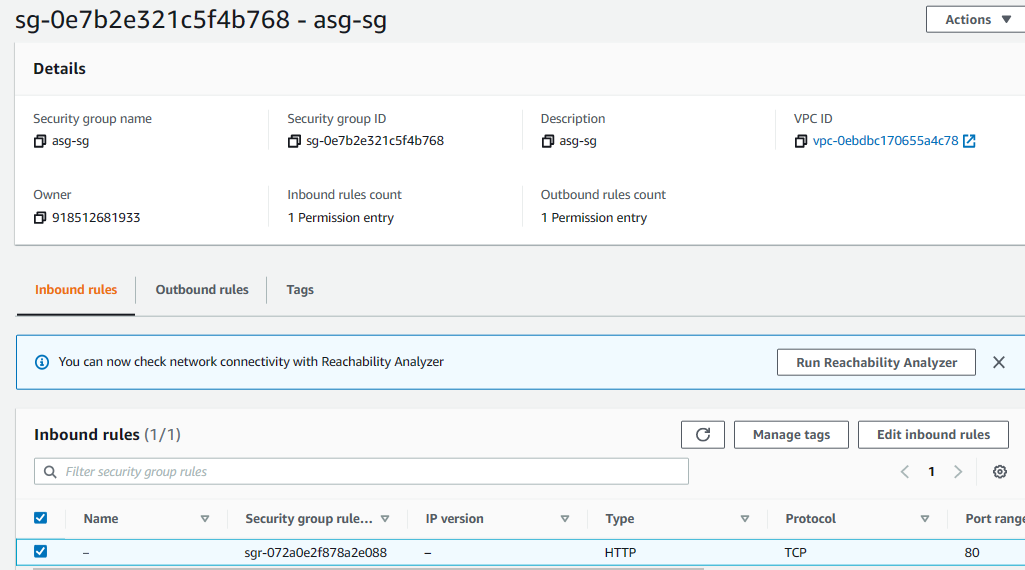 sg-0e7b2e321c5f4b768 - asg-sg
Actions
Details
Security group name
Security group ID
Description
VPC ID
asg-sg
sg-0e7b2e321c5f4b768
asg-sg
vpc-0ebdbc170655a4c78
Owner
Inbound rules count
Outbound rules count
918512681933
1 Permission entry
1 Permission entry
Inbound rules
Outbound rules
Tags
You can now check network connectivity with Reachability Analyzer
Run Reachability Analyzer
Inbound rules (1/1)
Manage tags
Edit inbound rules
Filter security group rules
1
Name
Security group rule...
IP version
Type
Protocol
Port range
–
sgr-072a0e2f878a2e088
–
HTTP
TCP
80